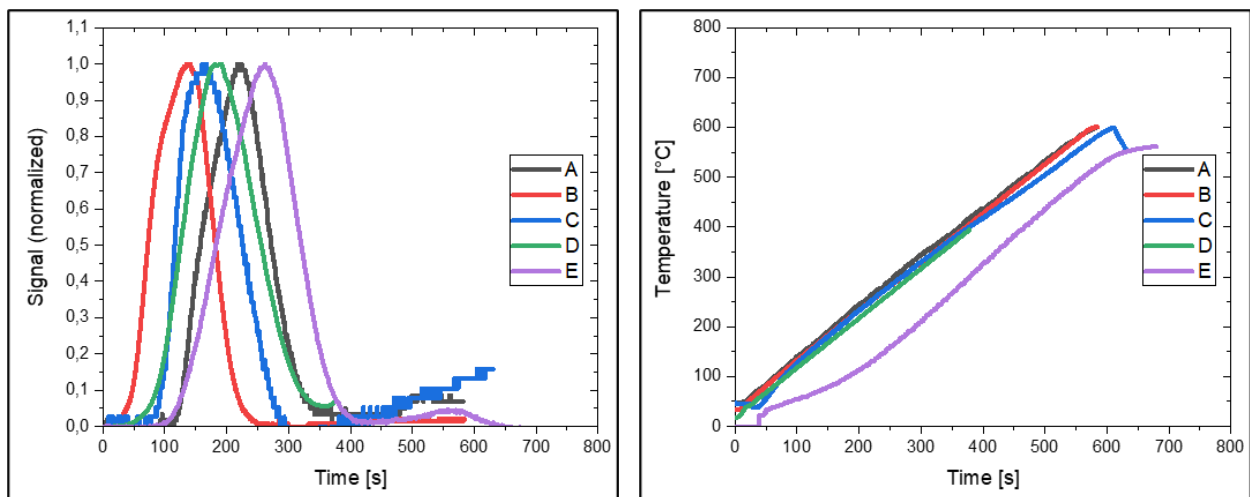 1,1
1,0
0,9
0,8
0,7
0,6
0,5
0,4
0,3
0,2
0,1
0,0
Signal (normalized)
0 100 200 300 400 500 600 700 800
Time [s]
A
B
C
D
E
800
700
600
500
400
300
200
100
0
Temperature [°C]
0 100 200 300 400 500 600 700 800
Time [s]
A
B
C
D
E